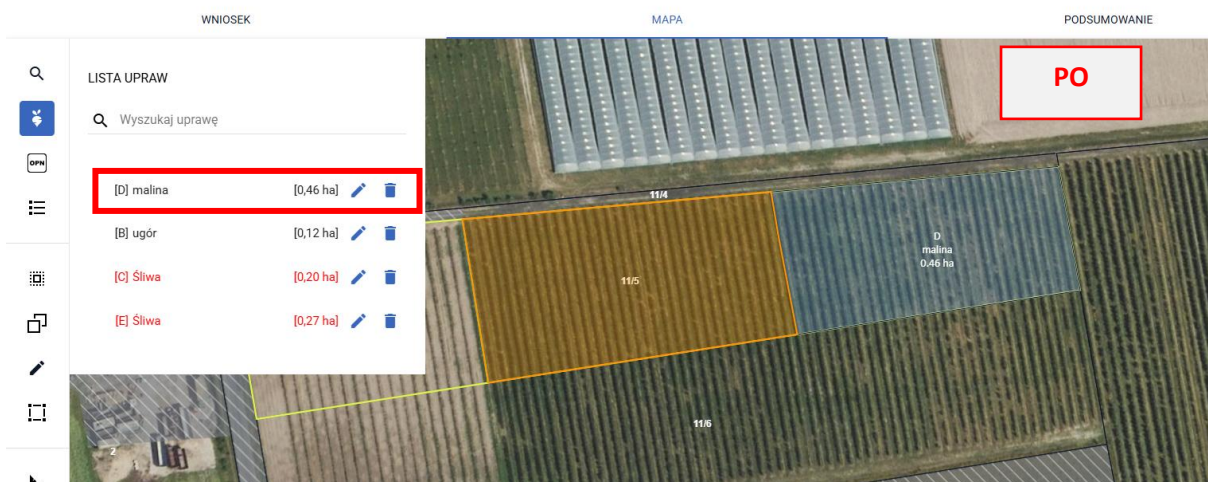 WNIOSEK
MAPA
PODSUMOWANIE
LISTA UPRAW
Wyszukaj uprawę
OPN
[D] malina [0,46 ha]
[B] ugór [0,12 ha]
[C] Śliwa [0,20 ha]
[E] Śliwa [0,27 ha]
PO
11/4
D
malina
0.46 ha
11/5
11/6
2